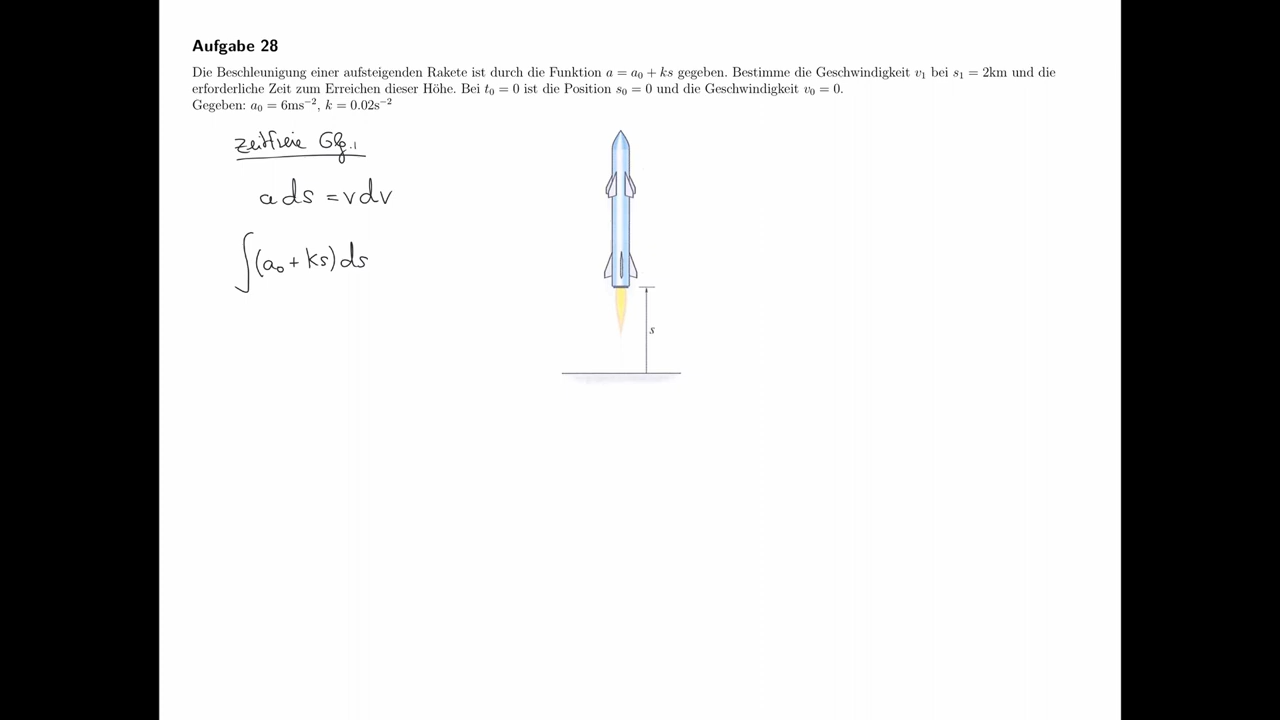 Aufgabe 28
Die Beschleunigung einer aufsteigenden Rakete ist durch die Funktion a = a₀ + ks gegeben. Bestimme die Geschwindigkeit v₁ bei s₁ = 2km und die
erforderliche Zeit zum Erreichen dieser Höhe. Bei t₀ = 0 ist die Position s₀ = 0 und die Geschwindigkeit v₀ = 0.
Gegeben: a₀ = 6ms⁻², k = 0.02s⁻²
Zeitfreie Glg.:
a ds = v dv
∫(a₀ + ks) ds
s